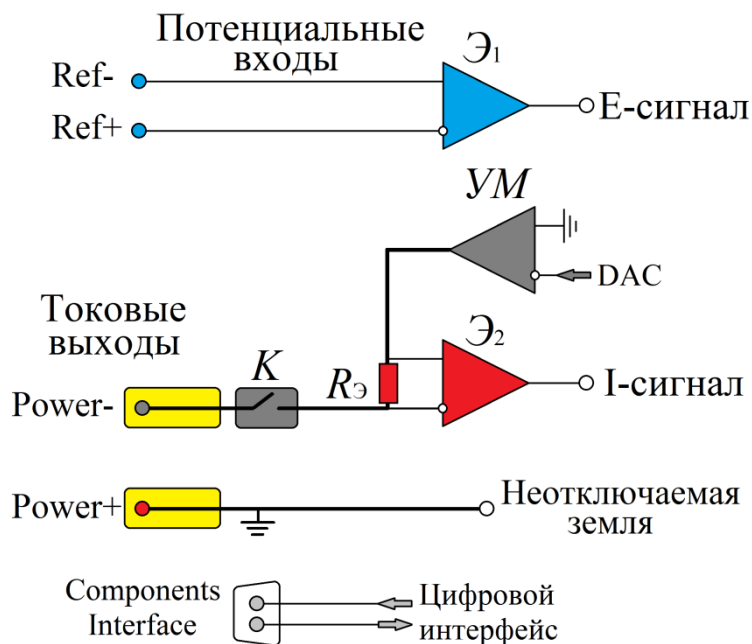 Потенциальные
входы
Э₁
Ref-
Ref+
E-сигнал
УМ
DAC
Токовые
выходы
K
Rэ
Э₂
Power-
I-сигнал
Power+
Неотключаемая
земля
Components
Interface
Цифровой
интерфейс